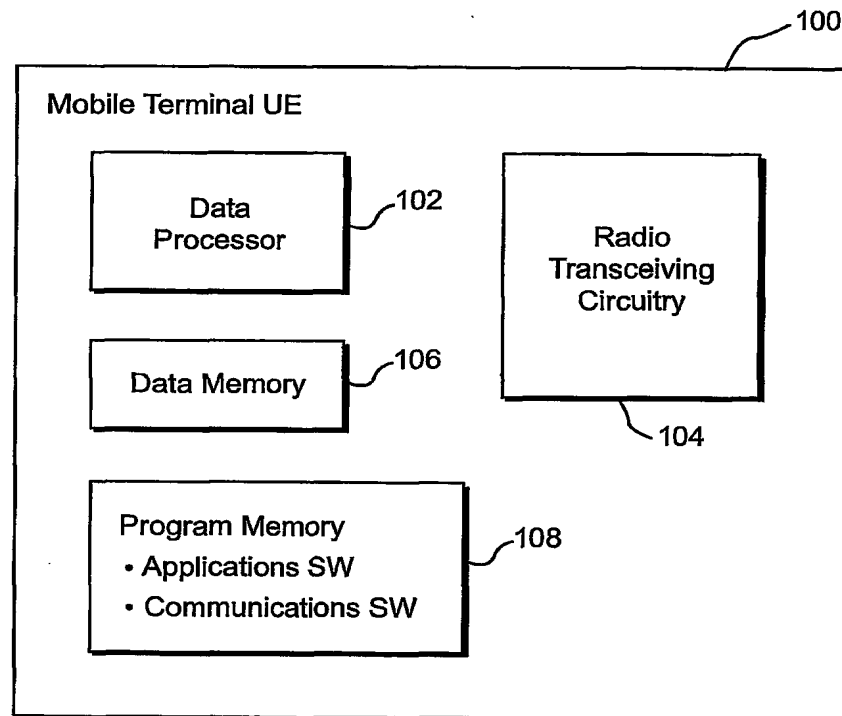 100
Mobile Terminal UE
Data
Processor
102
Radio
Transceiving
Circuitry
104
Data Memory
106
Program Memory
• Applications SW
• Communications SW
108